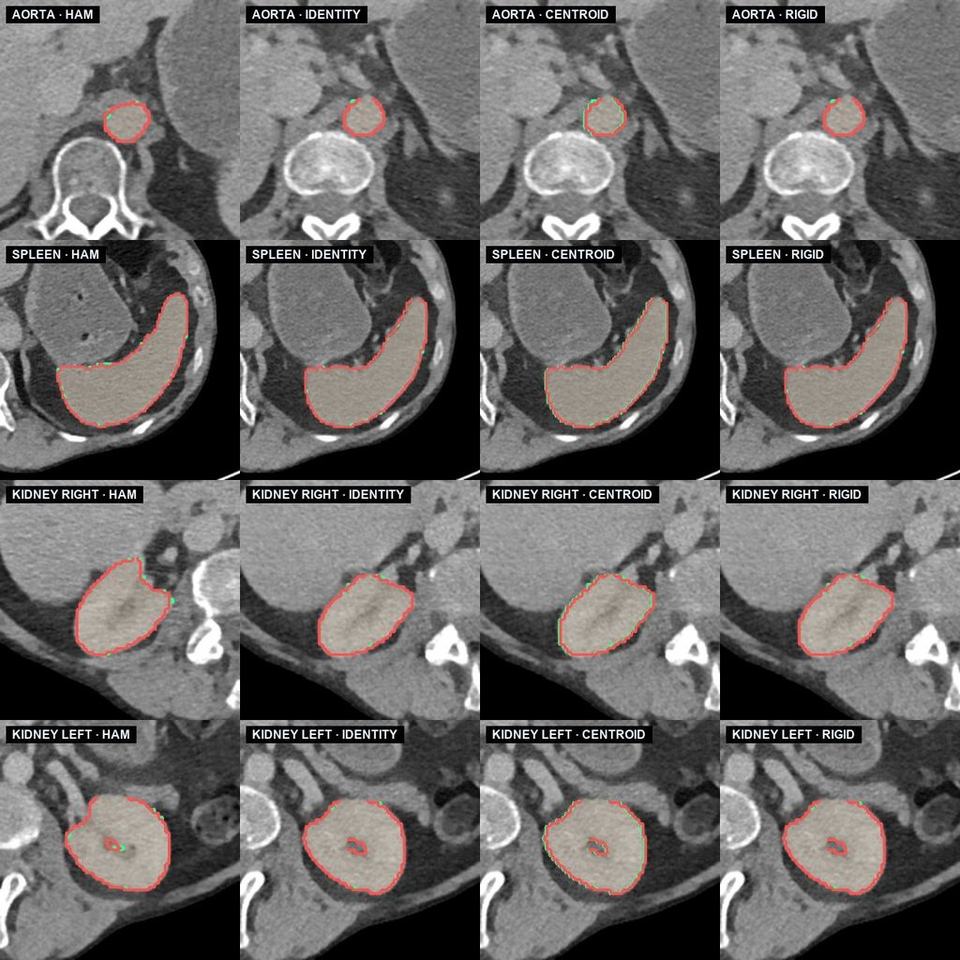 AORTA · HAM
AORTA · IDENTITY
AORTA · CENTROID
AORTA · RIGID
SPLEEN · HAM
SPLEEN · IDENTITY
SPLEEN · CENTROID
SPLEEN · RIGID
KIDNEY RIGHT · HAM
KIDNEY RIGHT · IDENTITY
KIDNEY RIGHT · CENTROID
KIDNEY RIGHT · RIGID
KIDNEY LEFT · HAM
KIDNEY LEFT · IDENTITY
KIDNEY LEFT · CENTROID
KIDNEY LEFT · RIGID